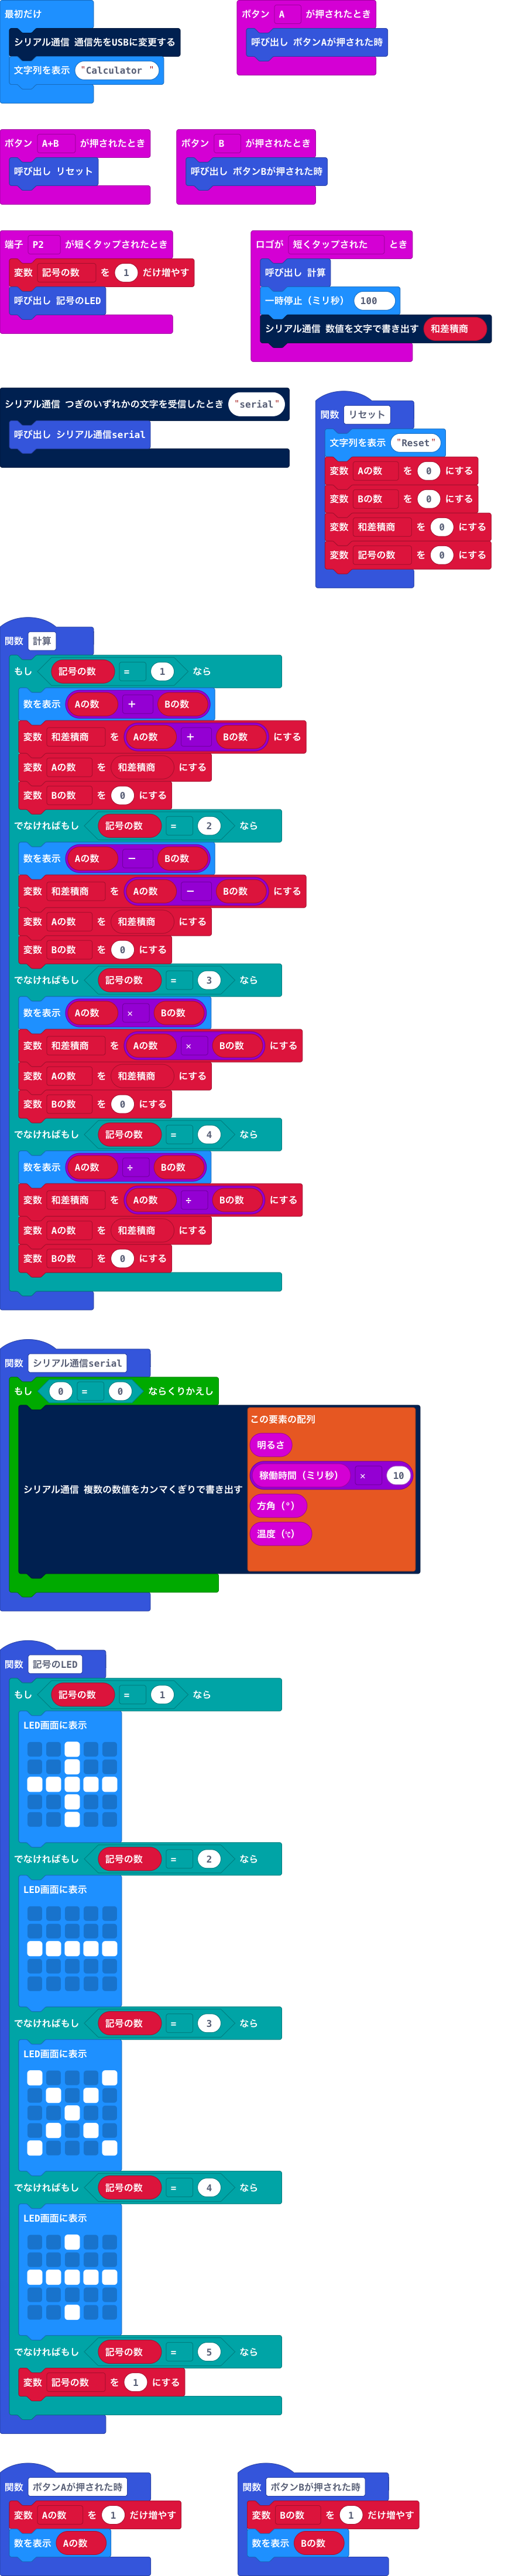 最初だけ
シリアル通信 通信先をUSBに変更する
文字列を表示 "Calculator "
ボタン A が押されたとき
呼び出し ボタンAが押された時
ボタン A+B が押されたとき
呼び出し リセット
ボタン B が押されたとき
呼び出し ボタンBが押された時
端子 P2 が短くタップされたとき
変数 記号の数 を 1 だけ増やす
呼び出し 記号のLED
ロゴが 短くタップされた とき
呼び出し 計算
一時停止（ミリ秒） 100
シリアル通信 数値を文字で書き出す 和差積商
シリアル通信 つぎのいずれかの文字を受信したとき "serial"
呼び出し シリアル通信serial
関数 リセット
文字列を表示 "Reset"
変数 Aの数 を 0 にする
変数 Bの数 を 0 にする
変数 和差積商 を 0 にする
変数 記号の数 を 0 にする
関数 計算
もし 記号の数 = 1 なら
数を表示 Aの数 + Bの数
変数 和差積商 を Aの数 + Bの数 にする
変数 Aの数 を 和差積商 にする
変数 Bの数 を 0 にする
でなければもし 記号の数 = 2 なら
数を表示 Aの数 − Bの数
変数 和差積商 を Aの数 − Bの数 にする
変数 Aの数 を 和差積商 にする
変数 Bの数 を 0 にする
でなければもし 記号の数 = 3 なら
数を表示 Aの数 × Bの数
変数 和差積商 を Aの数 × Bの数 にする
変数 Aの数 を 和差積商 にする
変数 Bの数 を 0 にする
でなければもし 記号の数 = 4 なら
数を表示 Aの数 ÷ Bの数
変数 和差積商 を Aの数 ÷ Bの数 にする
変数 Aの数 を 和差積商 にする
変数 Bの数 を 0 にする
関数 シリアル通信serial
もし 0 = 0 ならくりかえし
シリアル通信 複数の数値をカンマくぎりで書き出す
この要素の配列
明るさ
稼働時間（ミリ秒） × 10
方角（°）
温度（℃）
関数 記号のLED
もし 記号の数 = 1 なら
LED画面に表示
でなければもし 記号の数 = 2 なら
LED画面に表示
でなければもし 記号の数 = 3 なら
LED画面に表示
でなければもし 記号の数 = 4 なら
LED画面に表示
でなければもし 記号の数 = 5 なら
変数 記号の数 を 1 にする
関数 ボタンAが押された時
変数 Aの数 を 1 だけ増やす
数を表示 Aの数
関数 ボタンBが押された時
変数 Bの数 を 1 だけ増やす
数を表示 Bの数